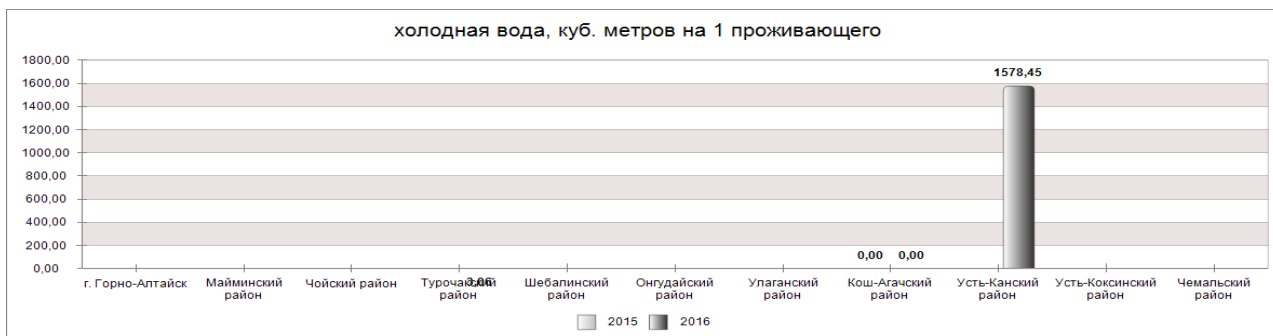 холодная вода, куб. метров на 1 проживающего
1800,00
1600,00
1400,00
1200,00
1000,00
800,00
600,00
400,00
200,00
0,00
1578,45
0,00 0,00
3,06
г. Горно-Алтайск
Майминский район
Чойский район
Турочакский район
Шебалинский район
Онгудайский район
Улаганский район
Кош-Агачский район
Усть-Канский район
Усть-Коксинский район
Чемальский район
2015 2016